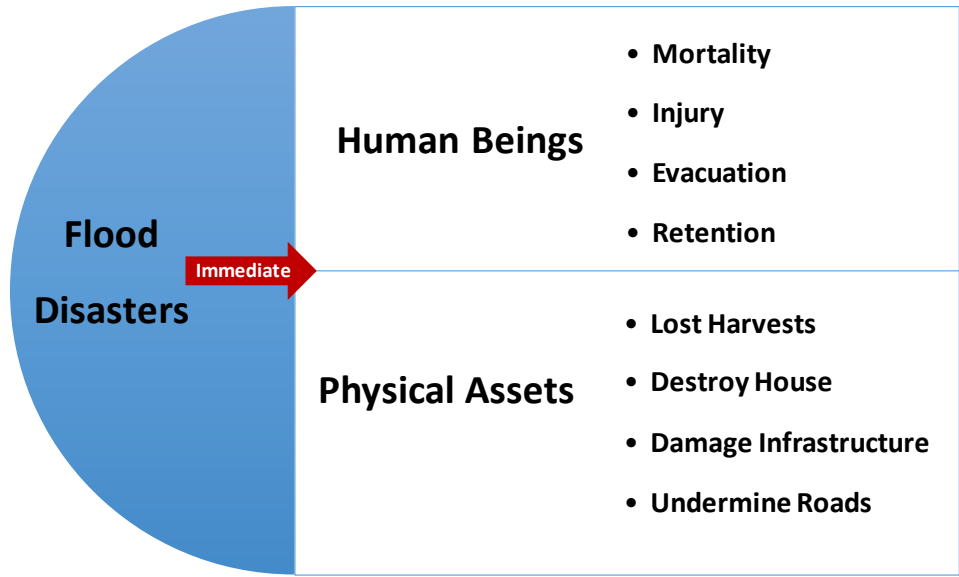 Flood
Disasters
Immediate
Human Beings
• Mortality
• Injury
• Evacuation
• Retention
Physical Assets
• Lost Harvests
• Destroy House
• Damage Infrastructure
• Undermine Roads